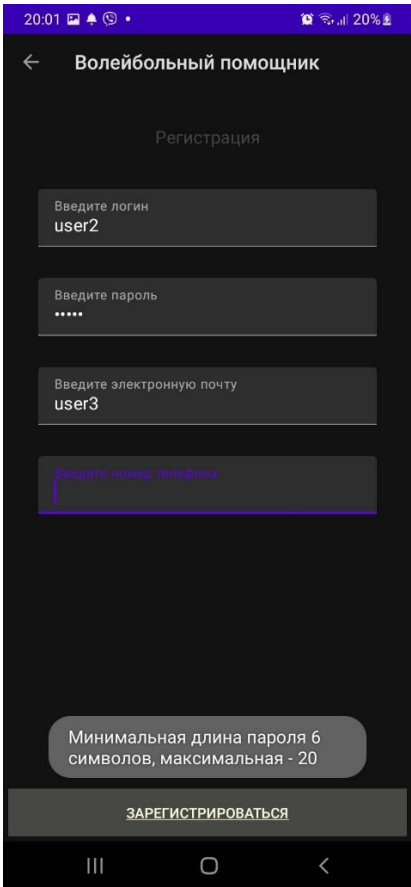 20:01 20%
Волейбольный помощник
Регистрация
Введите логин
user2
Введите пароль
•••••
Введите электронную почту
user3
Введите номер телефона
Минимальная длина пароля 6
символов, максимальная - 20
ЗАРЕГИСТРИРОВАТЬСЯ